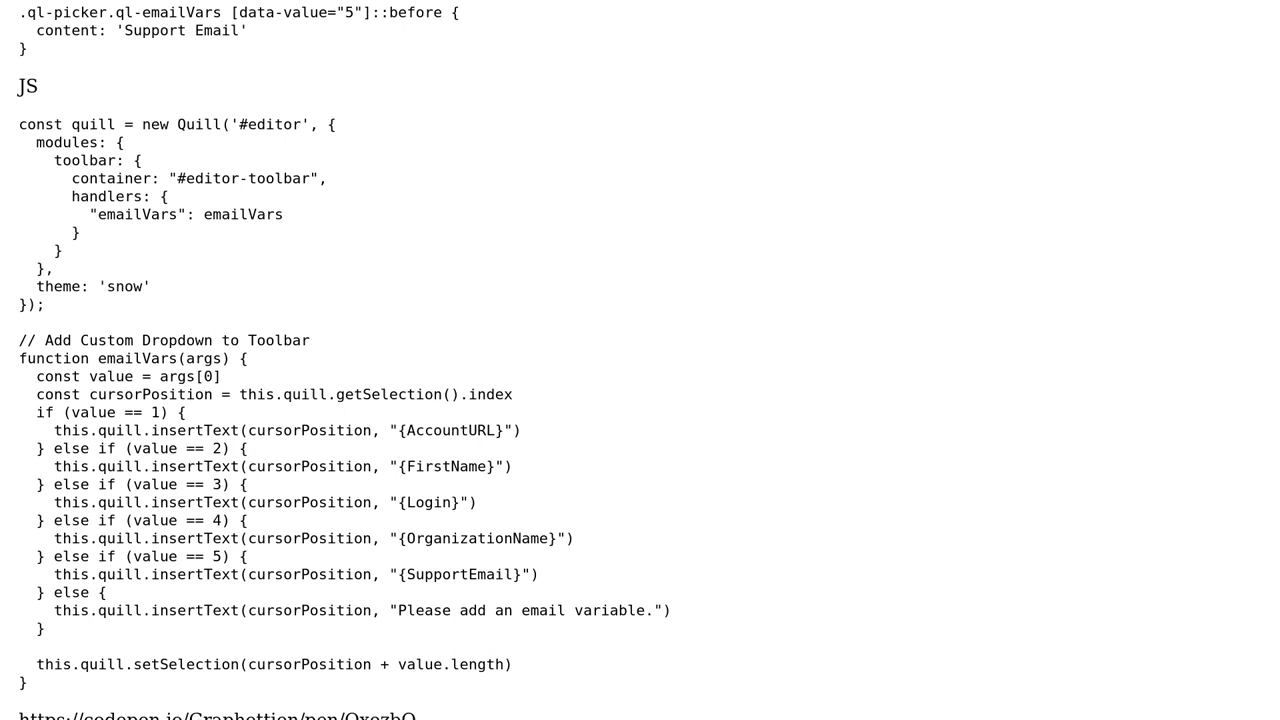 .ql-picker.ql-emailVars [data-value="5"]::before {
  content: 'Support Email'
}
JS
const quill = new Quill('#editor', {
  modules: {
    toolbar: {
      container: "#editor-toolbar",
      handlers: {
        "emailVars": emailVars
      }
    }
  },
  theme: 'snow'
});
// Add Custom Dropdown to Toolbar
function emailVars(args) {
  const value = args[0]
  const cursorPosition = this.quill.getSelection().index
  if (value == 1) {
    this.quill.insertText(cursorPosition, "{AccountURL}")
  } else if (value == 2) {
    this.quill.insertText(cursorPosition, "{FirstName}")
  } else if (value == 3) {
    this.quill.insertText(cursorPosition, "{Login}")
  } else if (value == 4) {
    this.quill.insertText(cursorPosition, "{OrganizationName}")
  } else if (value == 5) {
    this.quill.insertText(cursorPosition, "{SupportEmail}")
  } else {
    this.quill.insertText(cursorPosition, "Please add an email variable.")
  }
  this.quill.setSelection(cursorPosition + value.length)
}